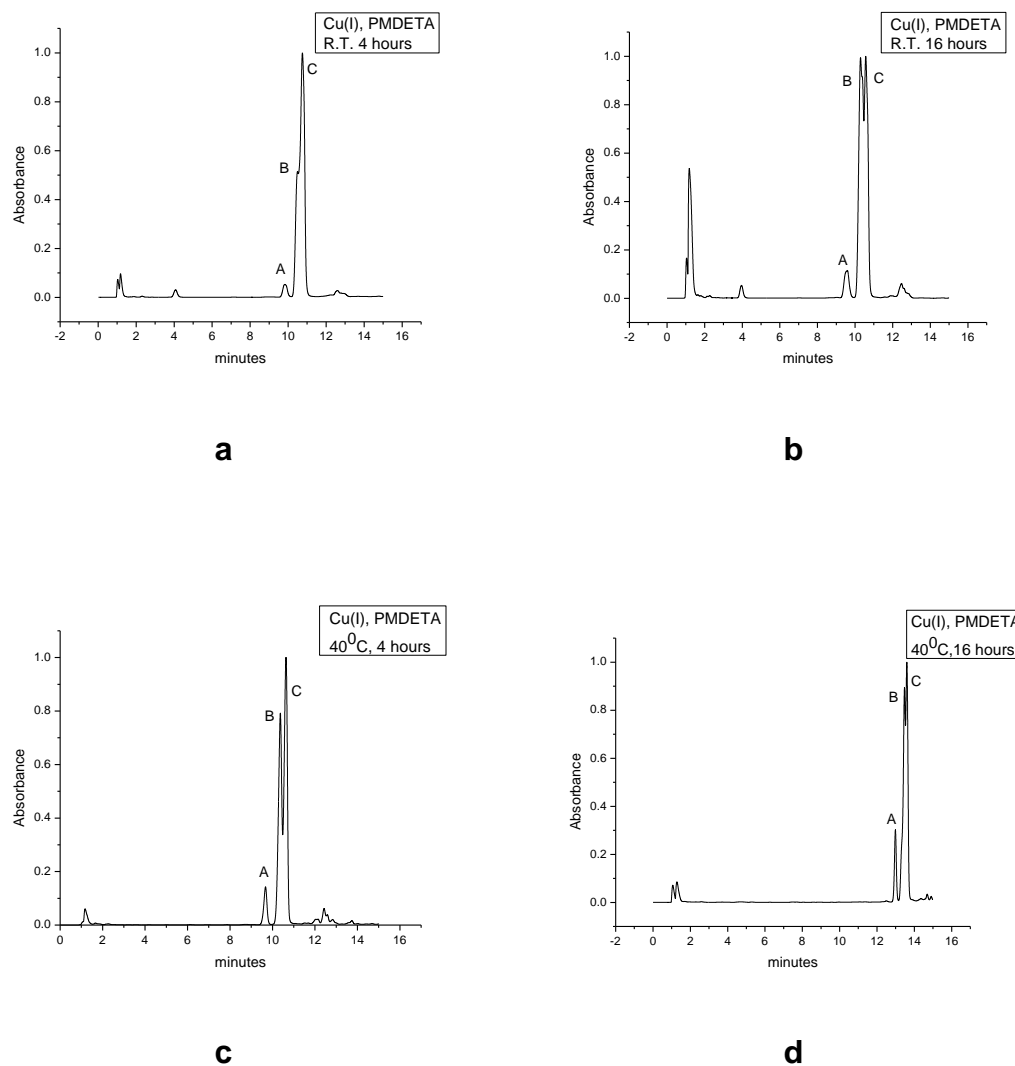 Cu(I), PMDETA
R.T. 4 hours
C
B
A
1.0
0.8
0.6
0.4
0.2
0.0
Absorbance
-2 0 2 4 6 8 10 12 14 16
minutes
a
Cu(I), PMDETA
R.T. 16 hours
B C
A
1.0
0.8
0.6
0.4
0.2
0.0
Absorbance
-2 0 2 4 6 8 10 12 14 16
minutes
b
Cu(I), PMDETA
40⁰C, 4 hours
C
B
A
1.0
0.8
0.6
0.4
0.2
0.0
Absorbance
0 2 4 6 8 10 12 14 16
minutes
c
Cu(I), PMDETA
40⁰C,16 hours
C
B
A
1.0
0.8
0.6
0.4
0.2
0.0
Absorbance
-2 0 2 4 6 8 10 12 14 16
minutes
d